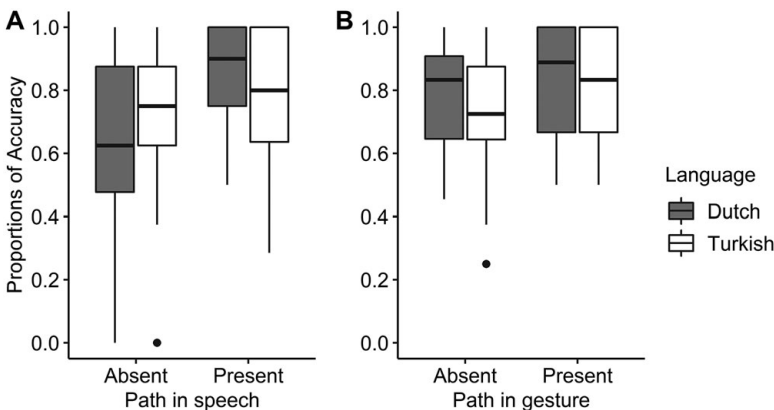 A
B
Proportions of Accuracy
1.0
0.8
0.6
0.4
0.2
0.0
1.0
0.8
0.6
0.4
0.2
0.0
Absent Present
Path in speech
Absent Present
Path in gesture
Language
Dutch
Turkish